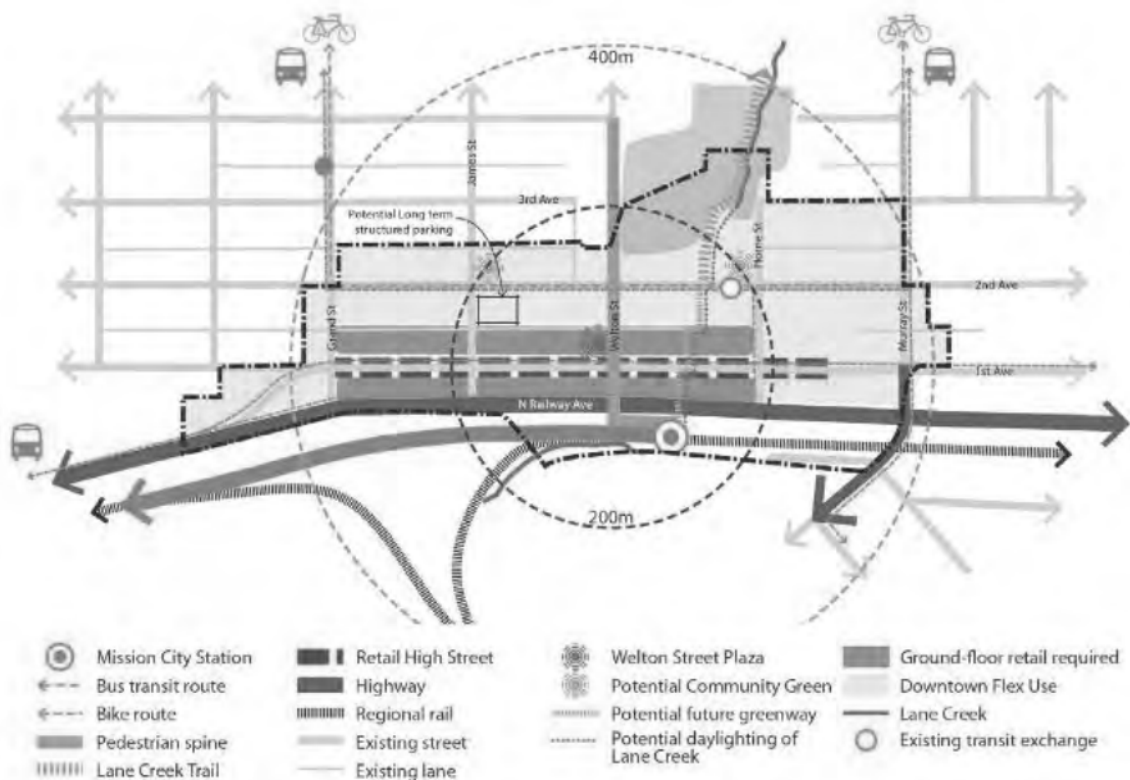 400m
James St
3rd Ave
Potential Long term
structured parking
Horne St
2nd Ave
Grand St
Welton St
Murray St
1st Ave
N Railway Ave
200m
Mission City Station
Bus transit route
Bike route
Pedestrian spine
Lane Creek Trail
Retail High Street
Highway
Regional rail
Existing street
Existing lane
Welton Street Plaza
Potential Community Green
Potential future greenway
Potential daylighting of
Lane Creek
Ground-floor retail required
Downtown Flex Use
Lane Creek
Existing transit exchange